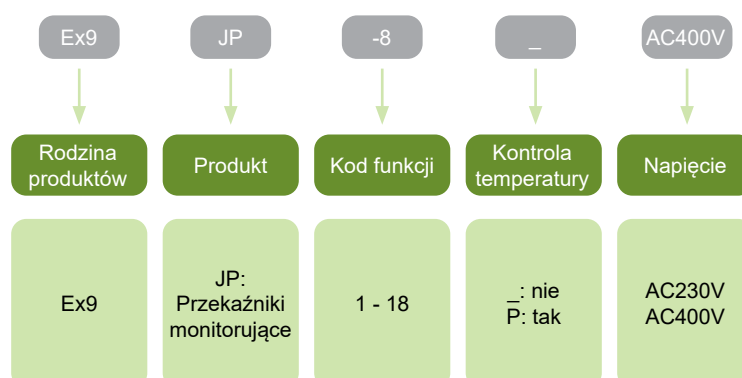 Ex9
JP
-8
_
AC400V
Rodzina
produktów
Produkt
Kod funkcji
Kontrola
temperatury
Napięcie
Ex9
JP:
Przekaźniki
monitorujące
1 - 18
_: nie
P: tak
AC230V
AC400V